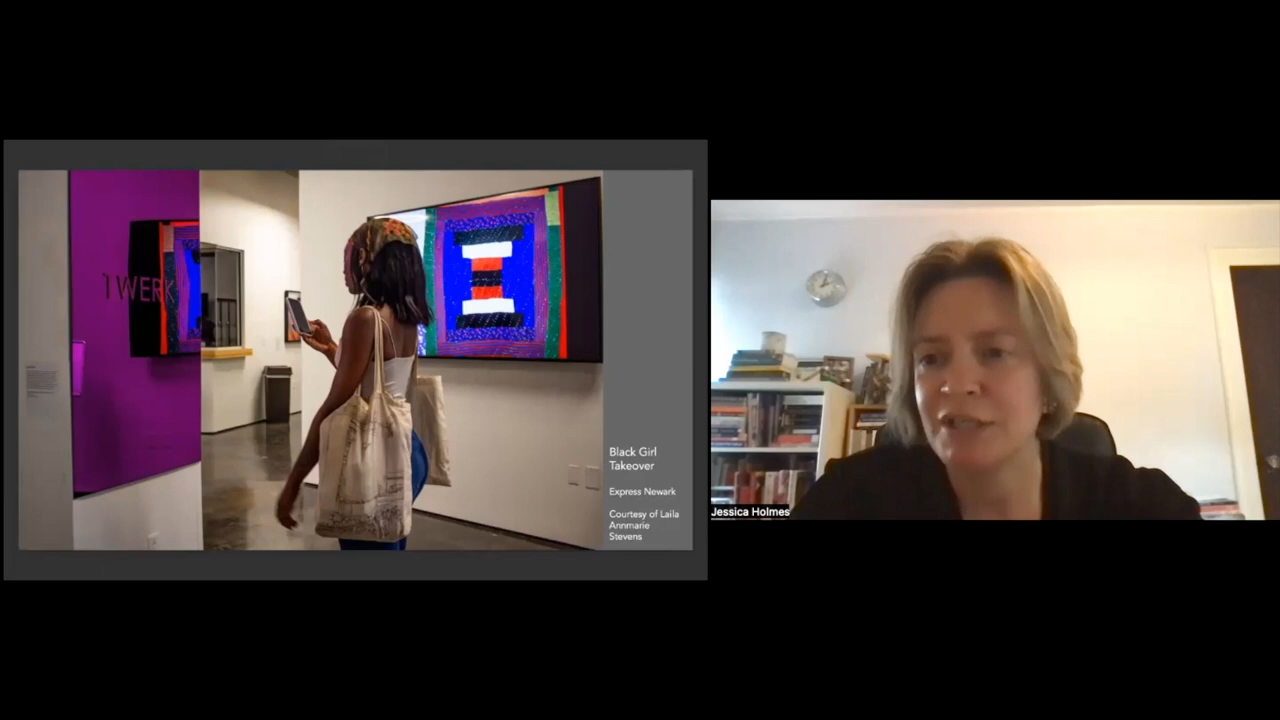 TWERK
Black Girl
Takeover
Express Newark
Courtesy of Laila
Annmarie
Stevens
Jessica Holmes